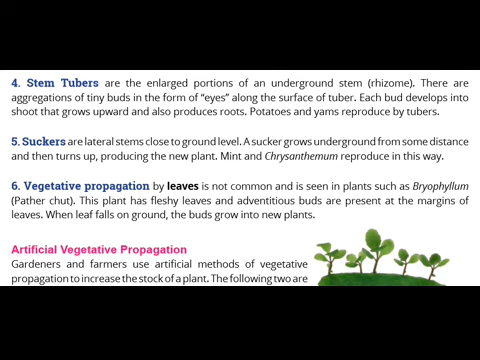 4. Stem Tubers are the enlarged portions of an underground stem (rhizome). There are
aggregations of tiny buds in the form of “eyes” along the surface of tuber. Each bud develops into
shoot that grows upward and also produces roots. Potatoes and yams reproduce by tubers.
5. Suckers are lateral stems close to ground level. A sucker grows underground from some distance
and then turns up, producing the new plant. Mint and Chrysanthemum reproduce in this way.
6. Vegetative propagation by leaves is not common and is seen in plants such as Bryophyllum
(Pather chut). This plant has fleshy leaves and adventitious buds are present at the margins of
leaves. When leaf falls on ground, the buds grow into new plants.
Artificial Vegetative Propagation
Gardeners and farmers use artificial methods of vegetative
propagation to increase the stock of a plant. The following two are